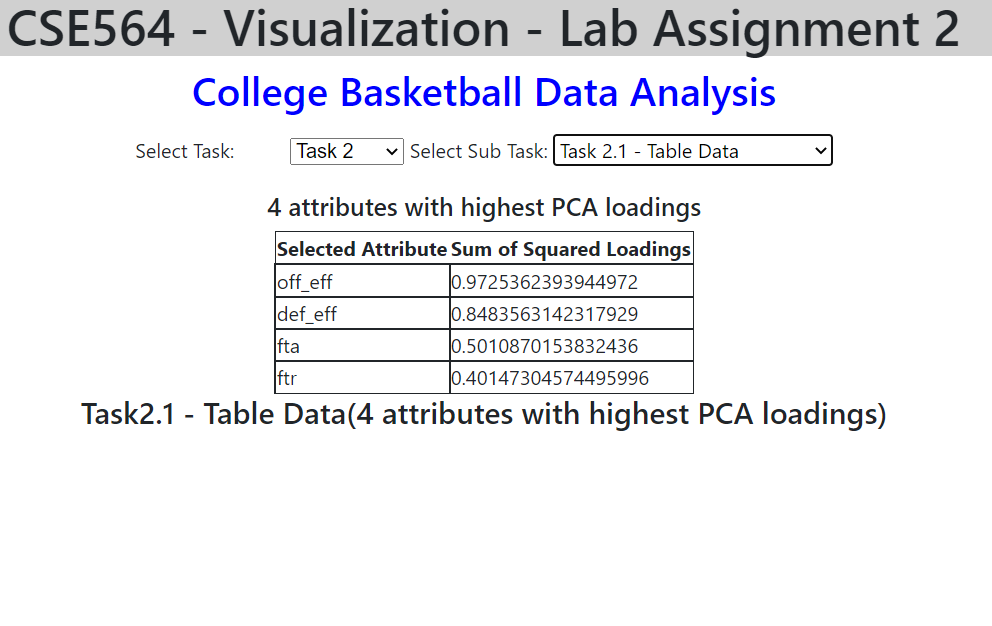 CSE564 - Visualization - Lab Assignment 2
College Basketball Data Analysis
Select Task: Task 2 Select Sub Task: Task 2.1 - Table Data
4 attributes with highest PCA loadings
Selected Attribute Sum of Squared Loadings
off_eff 0.9725362393944972
def_eff 0.8483563142317929
fta 0.5010870153832436
ftr 0.40147304574495996
Task2.1 - Table Data(4 attributes with highest PCA loadings)